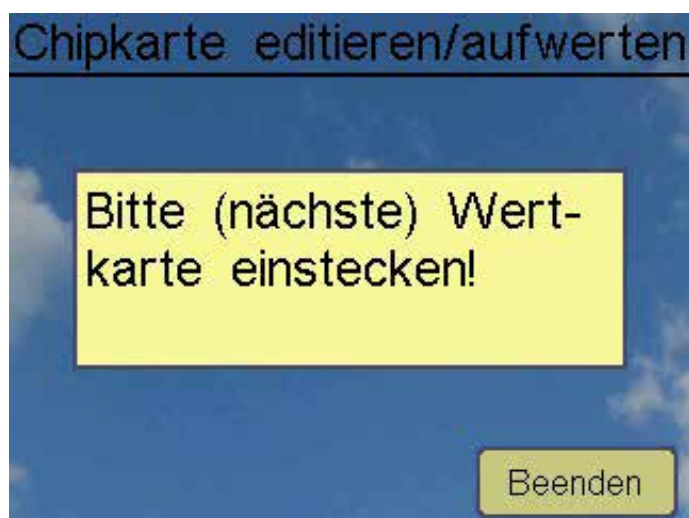 Chipkarte editieren/aufwerten
Bitte (nächste) Wert-
karte einstecken!
Beenden